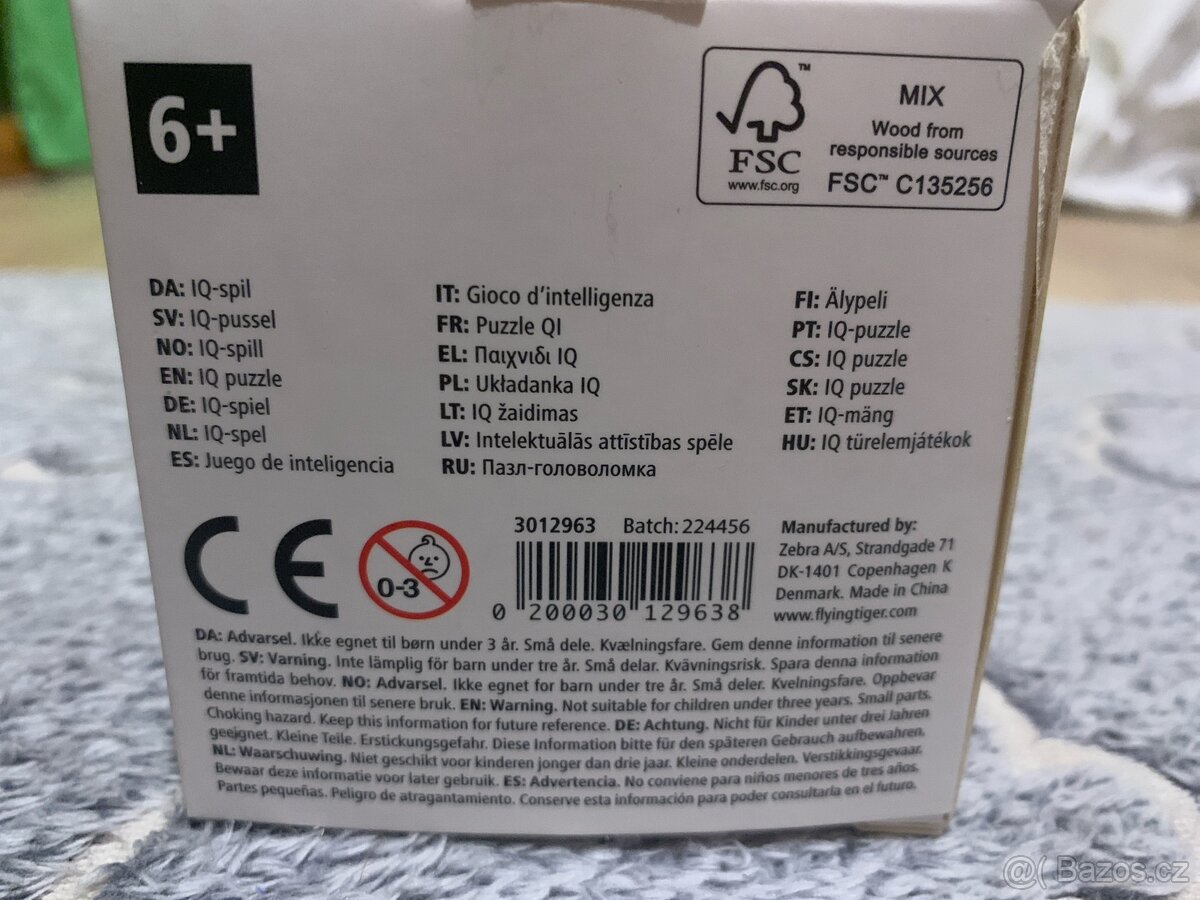 6+
FSC™
www.fsc.org
MIX
Wood from
responsible sources
FSC™ C135256
DA: IQ-spil
SV: IQ-pussel
NO: IQ-spill
EN: IQ puzzle
DE: IQ-spiel
NL: IQ-spel
ES: Juego de inteligencia
IT: Gioco d'intelligenza
FR: Puzzle QI
EL: Παιχνιδι IQ
PL: Układanka IQ
LT: IQ žaidimas
LV: Intelektuālās attīstības spēle
RU: Пазл-головоломка
FI: Älypeli
PT: IQ-puzzle
CS: IQ puzzle
SK: IQ puzzle
ET: IQ-mäng
HU: IQ türelemjátékok
CE
0-3
3012963 Batch: 224456
0 200030 129638
Manufactured by:
Zebra A/S, Strandgade 71
DK-1401 Copenhagen K
Denmark. Made in China
www.flyingtiger.com
DA: Advarsel. Ikke egnet til børn under 3 år. Små dele. Kvælningsfare. Gem denne information til senere
brug. SV: Varning. Inte lämplig för barn under tre år. Små delar. Kvävningsrisk. Spara denna information
för framtida behov. NO: Advarsel. Ikke egnet for barn under tre år. Små deler. Kvelningsfare. Oppbevar
denne informasjonen til senere bruk. EN: Warning. Not suitable for children under three years. Small parts.
Choking hazard. Keep this information for future reference. DE: Achtung. Nicht für Kinder unter drei Jahren
geeignet. Kleine Teile. Erstickungsgefahr. Diese Information bitte für den späteren Gebrauch aufbewahren.
NL: Waarschuwing. Niet geschikt voor kinderen jonger dan drie jaar. Kleine onderdelen. Verstikkingsgevaar.
Bewaar deze informatie voor later gebruik. ES: Advertencia. No conviene para niños menores de tres años.
Partes pequeñas. Peligro de atragantamiento. Conserve esta información para poder consultarla en el futuro.
@( Bazos.cz